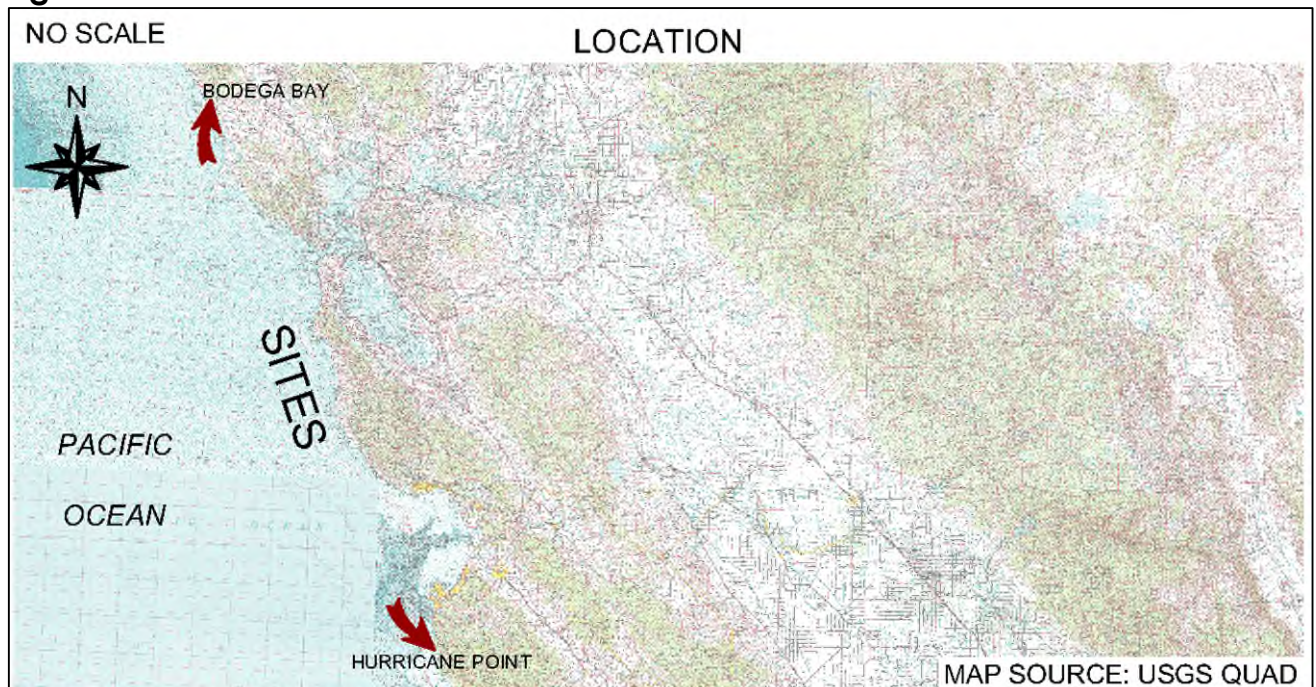 NO SCALE
LOCATION
N
BODEGA BAY
SITES
PACIFIC
OCEAN
HURRICANE POINT
MAP SOURCE: USGS QUAD